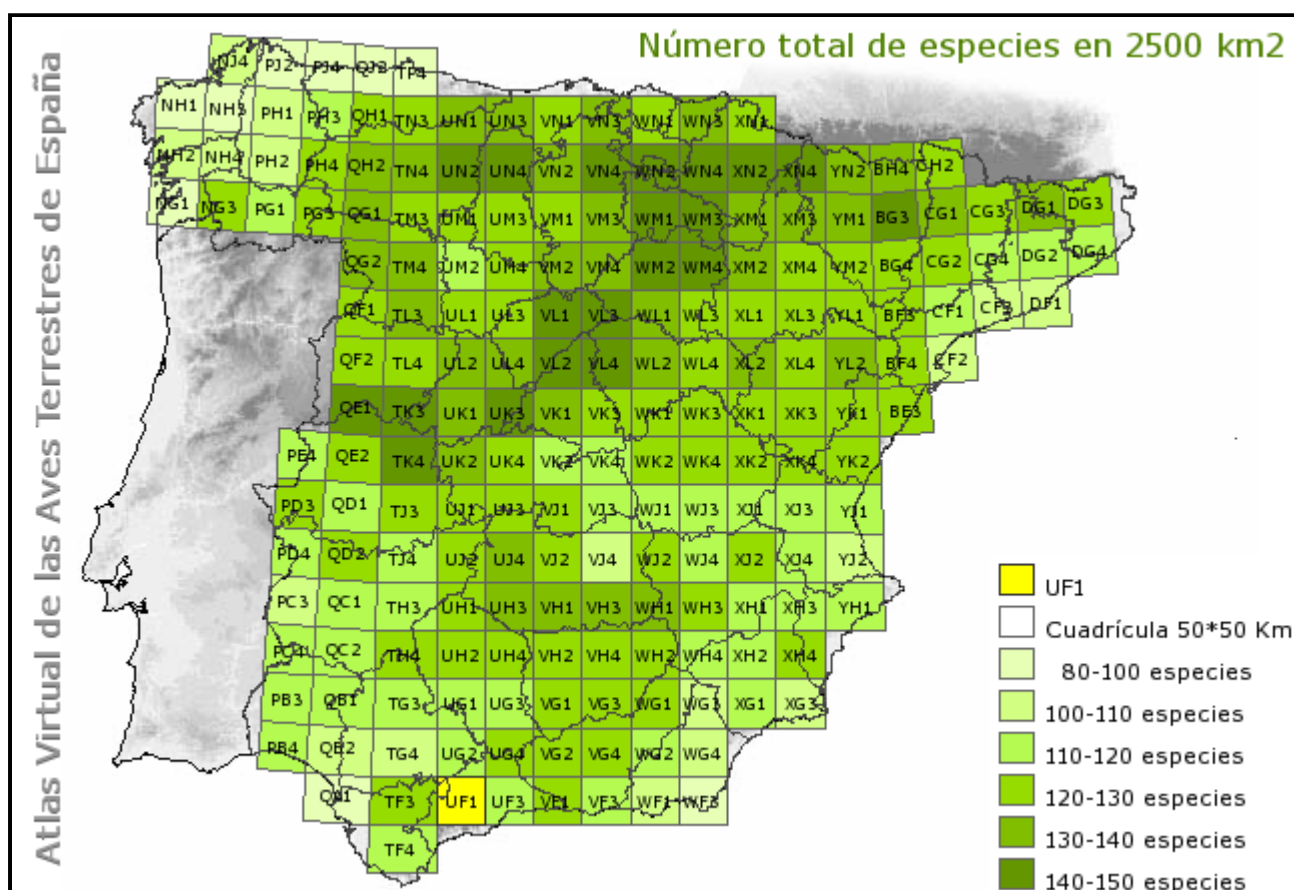 Número total de especies en 2500 km2
Atlas Virtual de las Aves Terrestres de España
NJ4 PJ2 PJ4 QJ2 TP4
NH1 NH3 PH1 PH3 QH1 TN3 UN1 UN3 VN1 VN3 WN1 WN3 XN1
NH2 NH4 PH2 PH4 QH2 TN4 UN2 UN4 VN2 VN4 WN2 WN4 XN2 XN4 YN2 BH4 CH2
NG1 NG3 PG1 PG3 QG1 TM3 UM1 UM3 VM1 VM3 WM1 WM3 XM1 XM3 YM1 BG3 CG1 CG3 DG1 DG3
QG2 TM4 UM2 UM4 VM2 VN4 WM2 WM4 XM2 XM4 YM2 BG4 CG2 CG4 DG2 DG4
QF1 TL3 UL1 UL3 VL1 VL3 WL1 WL3 XL1 XL3 YL1 BF3 CF1 CF3 DF1
QF2 TL4 UL2 UL4 VL2 VL4 WL2 WL4 XL2 XL4 YL2 BF4 CF2
QE1 TK3 UK1 UK3 VK1 VK3 WK1 WK3 XK1 XK3 YK1 BE3
PE4 QE2 TK4 UK2 UK4 VK2 VK4 WK2 WK4 XK2 XK4 YK2
PD3 QD1 TJ3 UJ1 UJ3 VJ1 VJ3 WJ1 WJ3 XJ1 XJ3 YJ1
PD4 QD2 TJ4 UJ2 UJ4 VJ2 VJ4 WJ2 WJ4 XJ2 XJ4 YJ2
PC3 QC1 TH3 UH1 UH3 VH1 VH3 WH1 WH3 XH1 XH3 YH1
PC4 QC2 TH4 UH2 UH4 VH2 VH4 WH2 WH4 XH2 XH4
PB3 QB1 TG3 UG1 UG3 VG1 VG3 WG1 WG3 XG1 XG3
PB4 QB2 TG4 UG2 UG4 VG2 VG4 WG2 WG4
QA1 TF3 UF1 UF3 VF1 VF3 WF1 WF3
TF4
UF1
Cuadrícula 50*50 Km
80-100 especies
100-110 especies
110-120 especies
120-130 especies
130-140 especies
140-150 especies